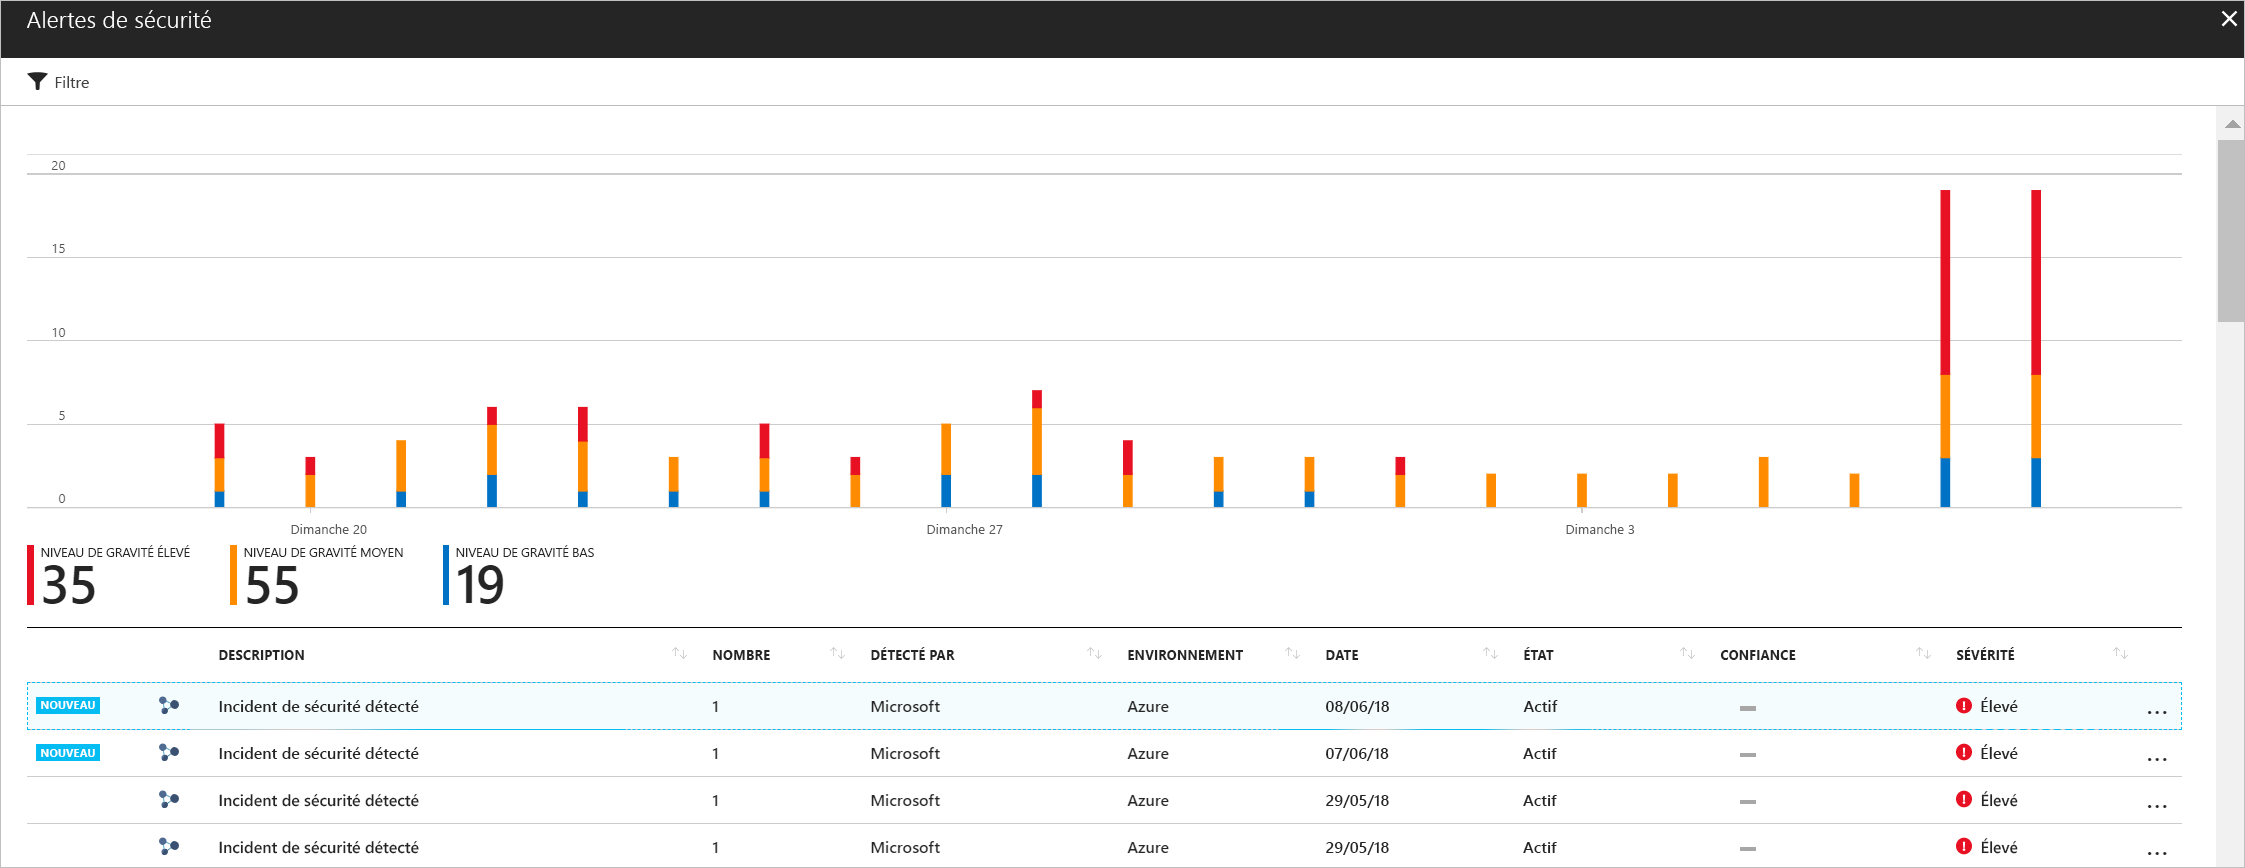 Alertes de sécurité
Filtre
20
15
10
5
0
Dimanche 20 Dimanche 27 Dimanche 3
NIVEAU DE GRAVITÉ ÉLEVÉ NIVEAU DE GRAVITÉ MOYEN NIVEAU DE GRAVITÉ BAS
35 55 19
DESCRIPTION NOMBRE DÉTECTÉ PAR ENVIRONNEMENT DATE ÉTAT CONFIANCE SÉVÉRITÉ
NOUVEAU Incident de sécurité détecté 1 Microsoft Azure 08/06/18 Actif Élevé ...
NOUVEAU Incident de sécurité détecté 1 Microsoft Azure 07/06/18 Actif Élevé ...
Incident de sécurité détecté 1 Microsoft Azure 29/05/18 Actif Élevé ...
Incident de sécurité détecté 1 Microsoft Azure 29/05/18 Actif Élevé ...